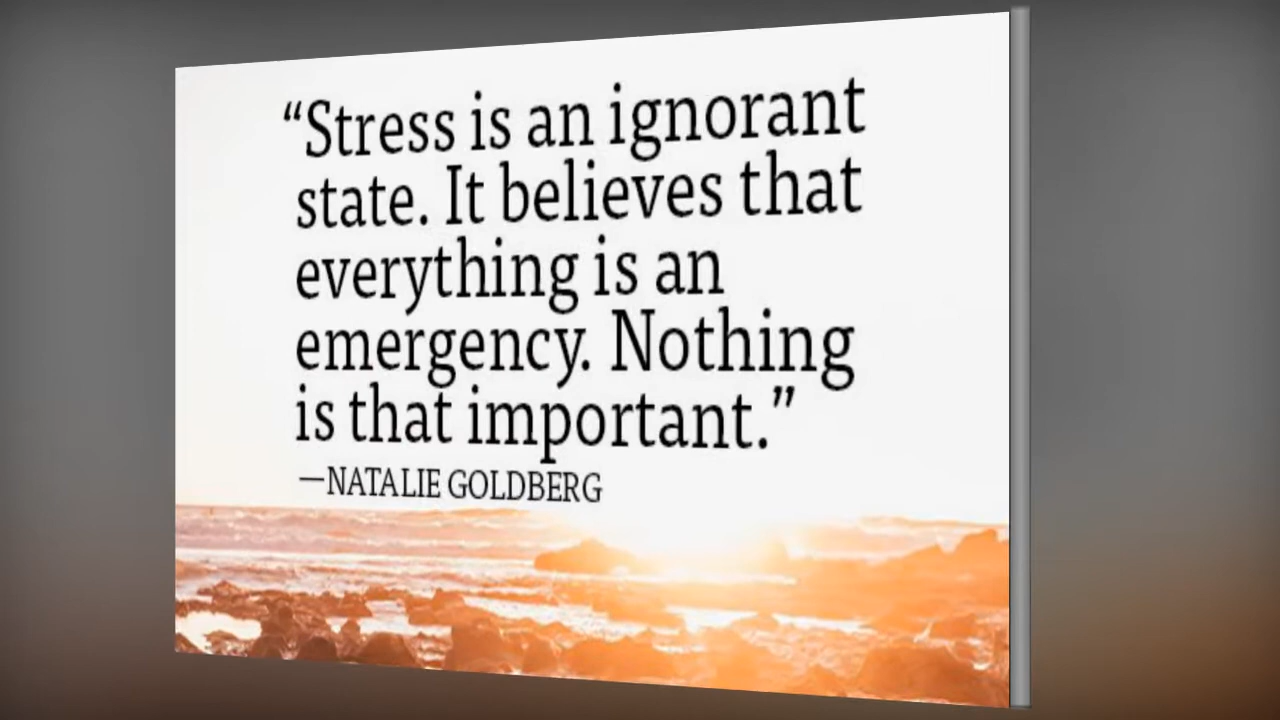 “Stress is an ignorant
state. It believes that
everything is an
emergency. Nothing
is that important.”
—NATALIE GOLDBERG